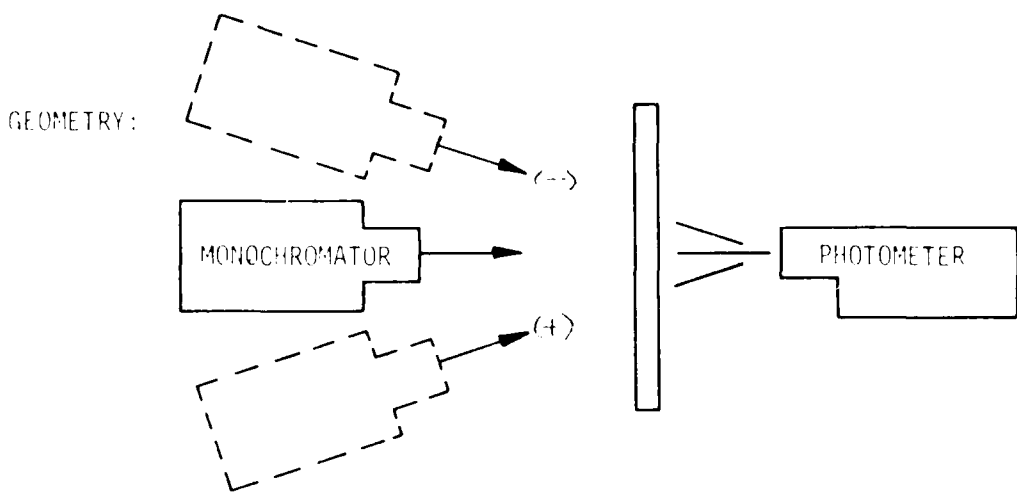 GEOMETRY:
(-)
MONOCHROMATOR
PHOTOMETER
(+)